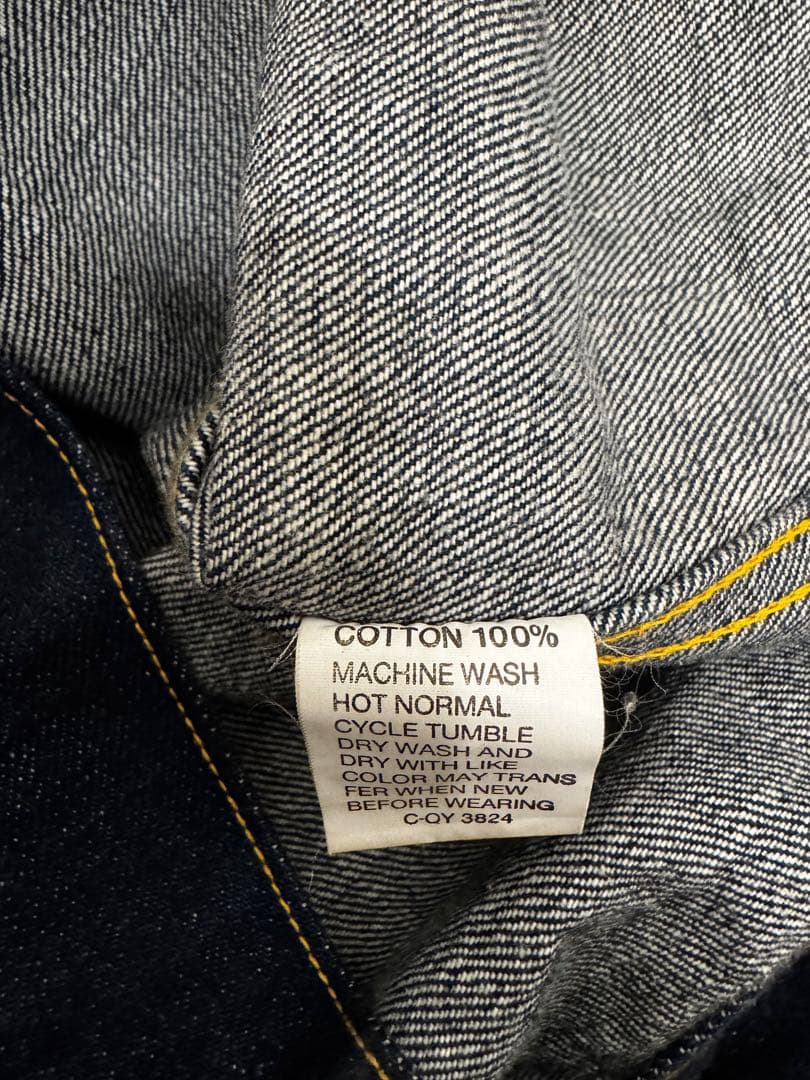 COTTON 100%
MACHINE WASH
HOT NORMAL
CYCLE TUMBLE
DRY WASH AND
DRY WITH LIKE
COLOR MAY TRANS
FER WHEN NEW
BEFORE WEARING
C-OY 3824